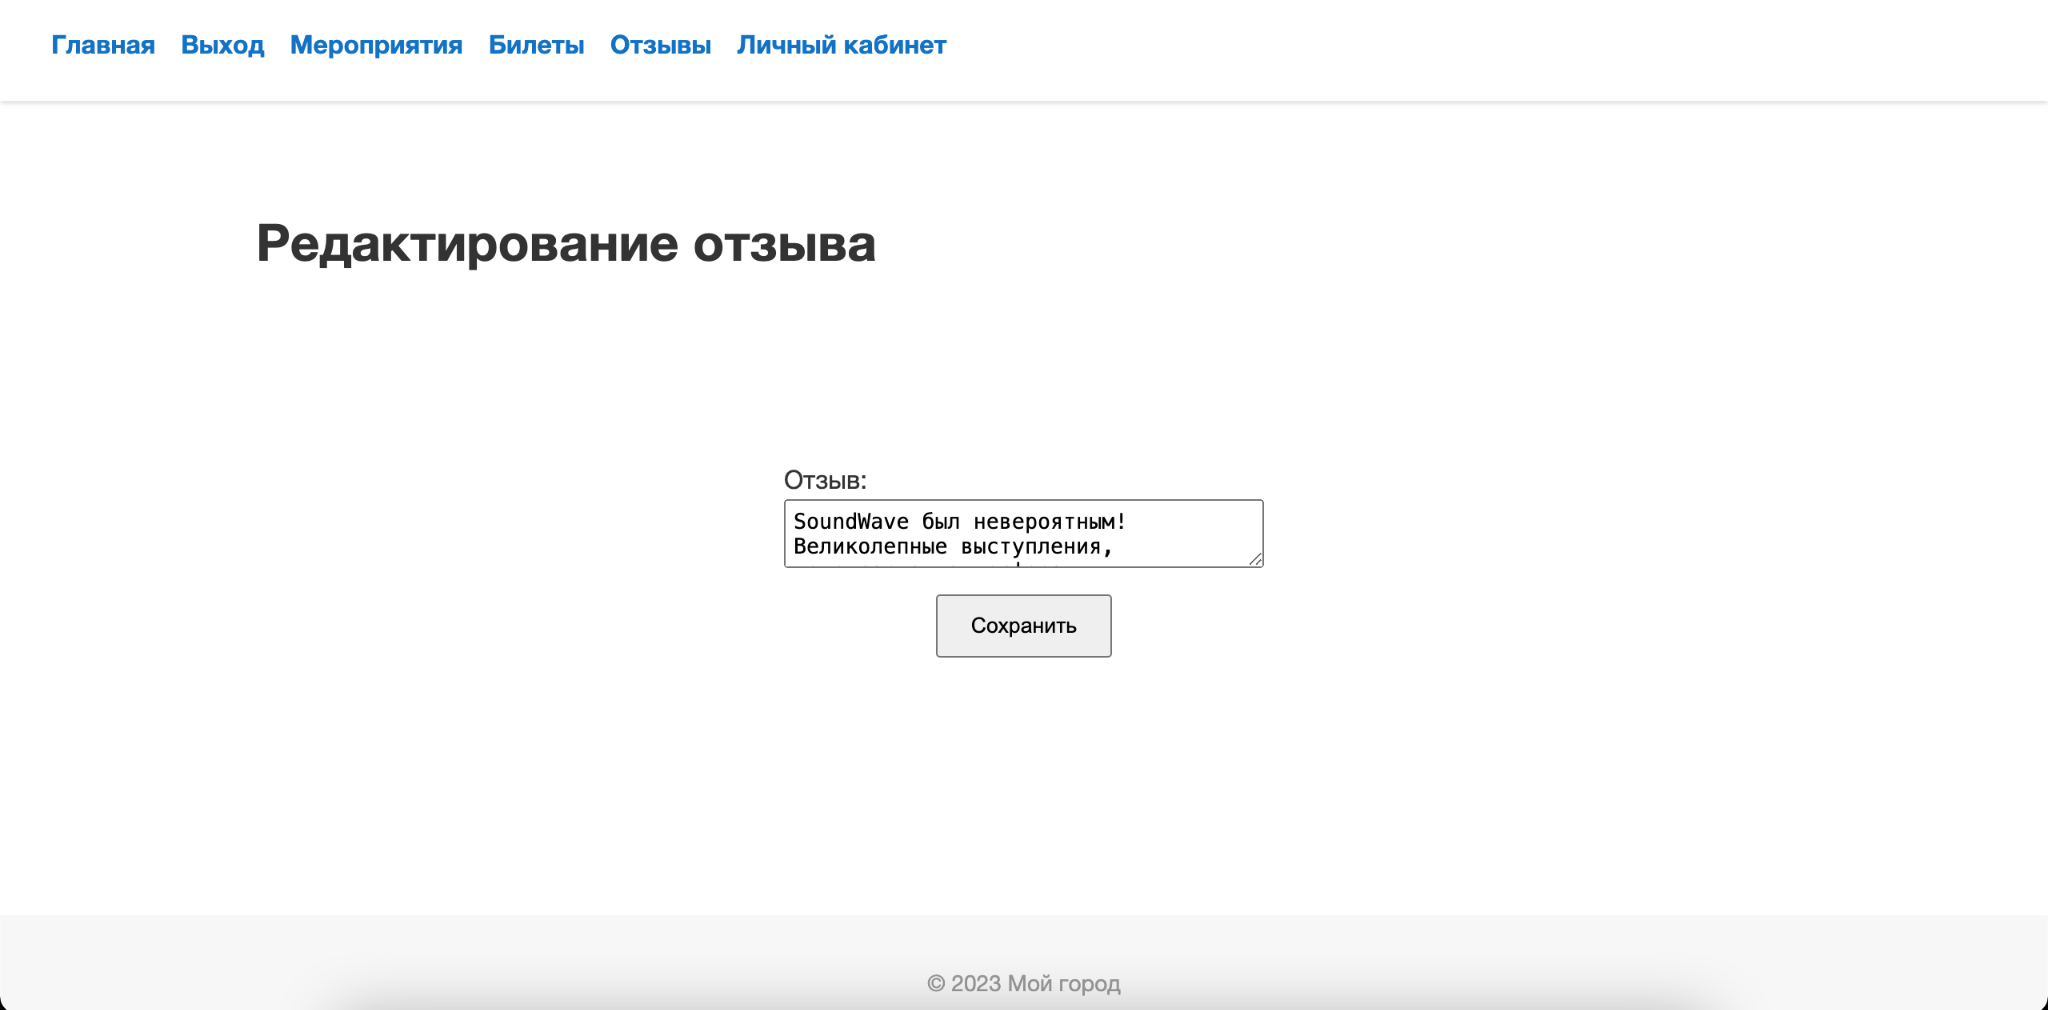 Главная Выход Мероприятия Билеты Отзывы Личный кабинет
Редактирование отзыва
Отзыв:
SoundWave был невероятным!
Великолепные выступления,
Сохранить
© 2023 Мой город